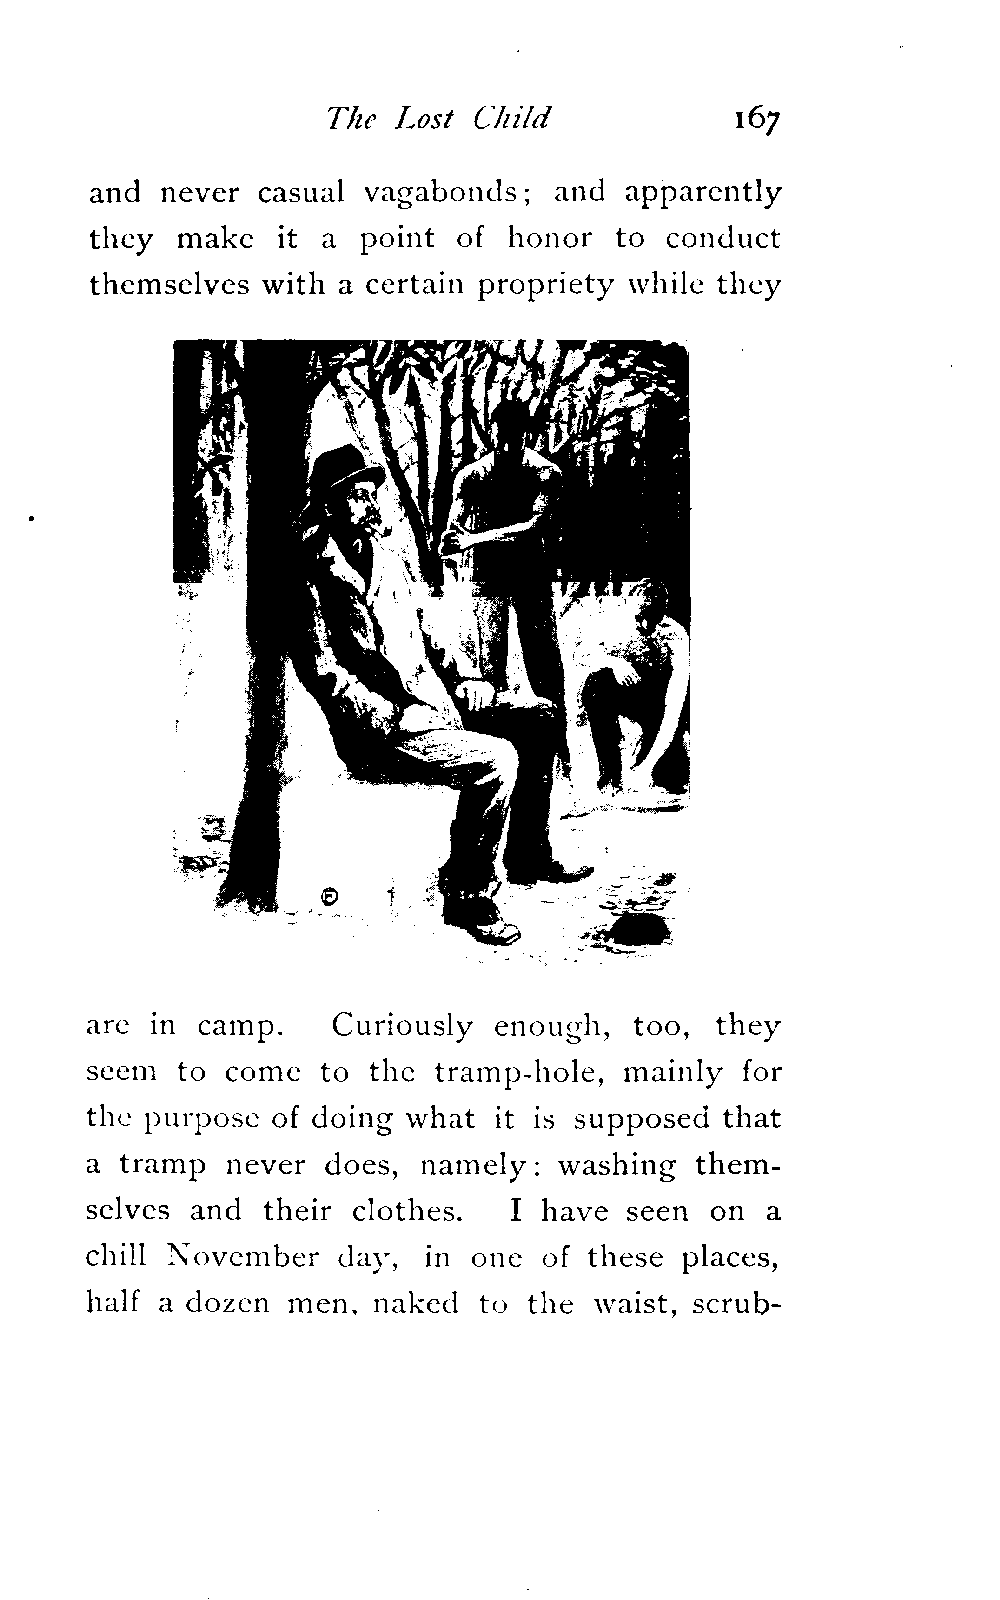 The Lost Child 167
and never casual vagabonds; and apparently
they make it a point of honor to conduct
themselves with a certain propriety while they
are in camp. Curiously enough, too, they
seem to come to the tramp-hole, mainly for
the purpose of doing what it is supposed that
a tramp never does, namely: washing them-
selves and their clothes. I have seen on a
chill November day, in one of these places,
half a dozen men, naked to the waist, scrub-